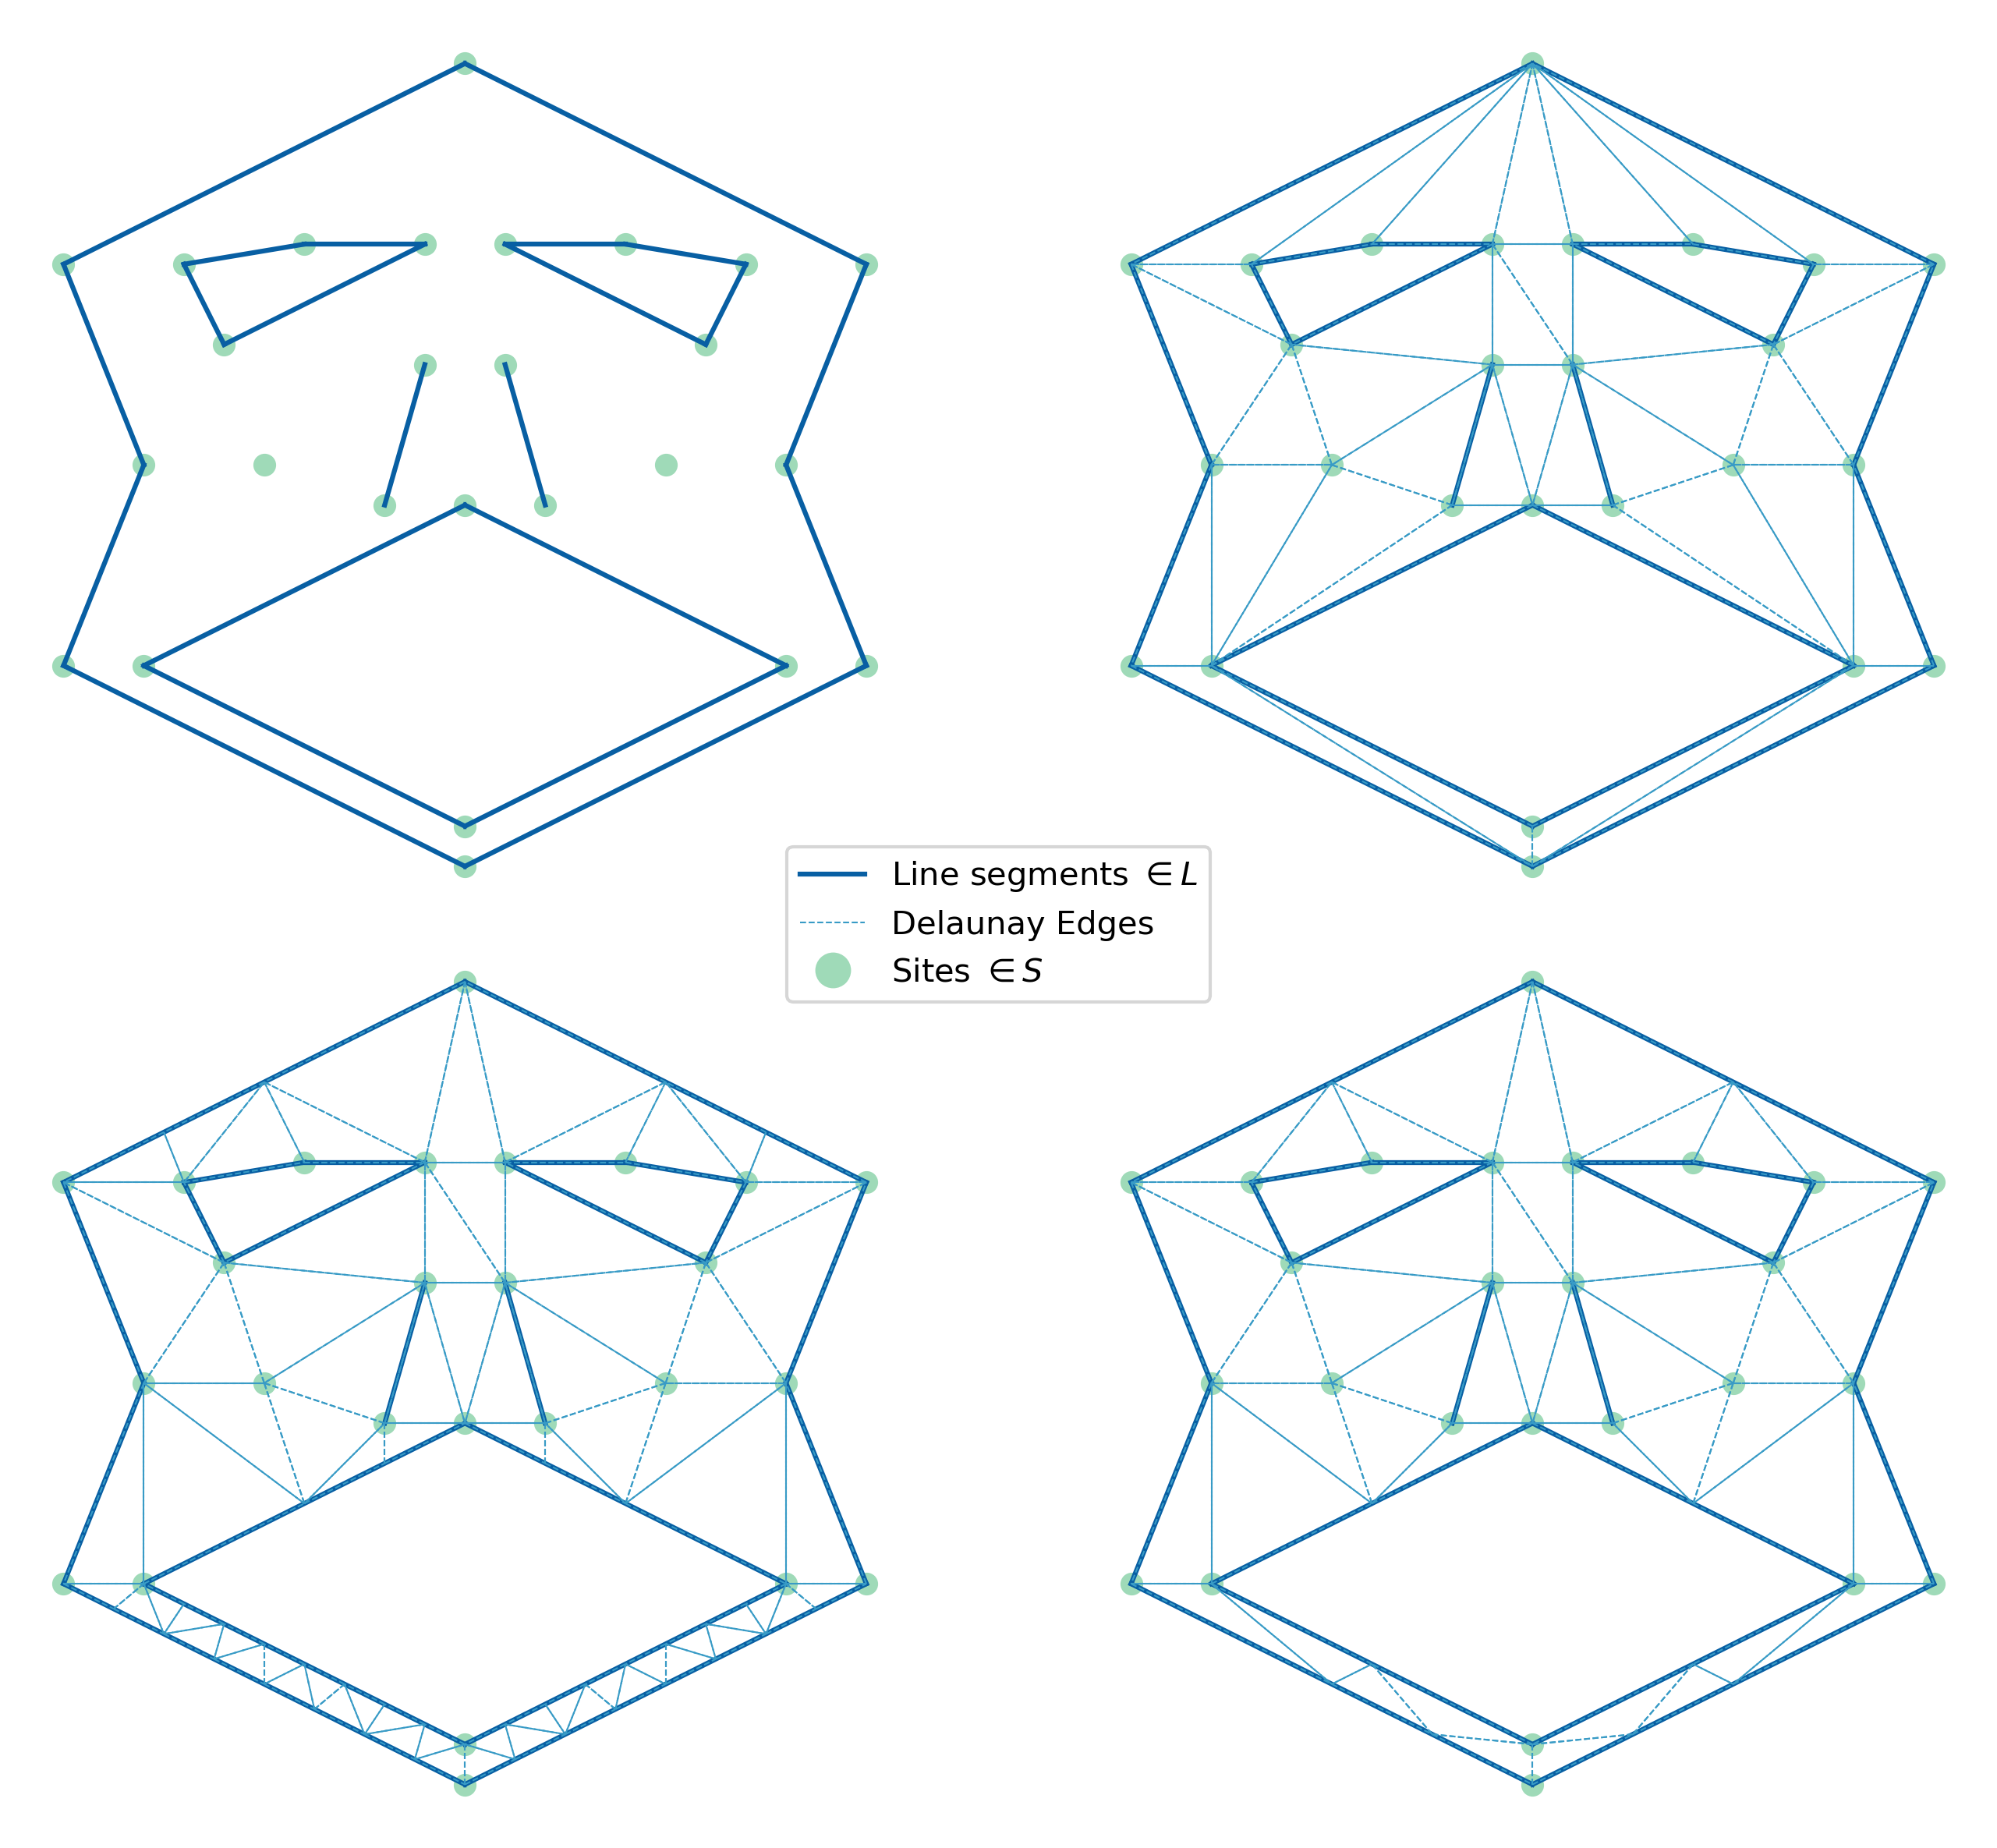 Line segments ∈ L
Delaunay Edges
Sites ∈ S